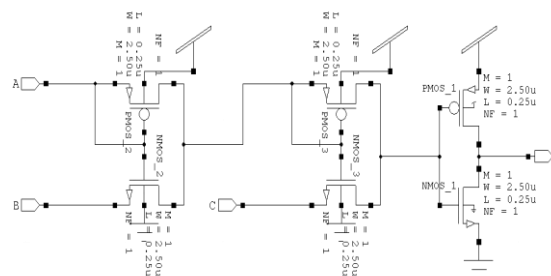 A
B
C
L = 0.25u
W = 2.50u
M = 1
NF = 1
PMOS_2
NMOS_2
NF = 1
L = 0.25u
W = 2.50u
M = 1
L = 0.25u
W = 2.50u
M = 1
NF = 1
PMOS_3
NMOS_3
NF = 1
L = 0.25u
W = 2.50u
M = 1
PMOS_1
M = 1
W = 2.50u
L = 0.25u
NF = 1
NMOS_1
M = 1
W = 2.50u
L = 0.25u
NF = 1